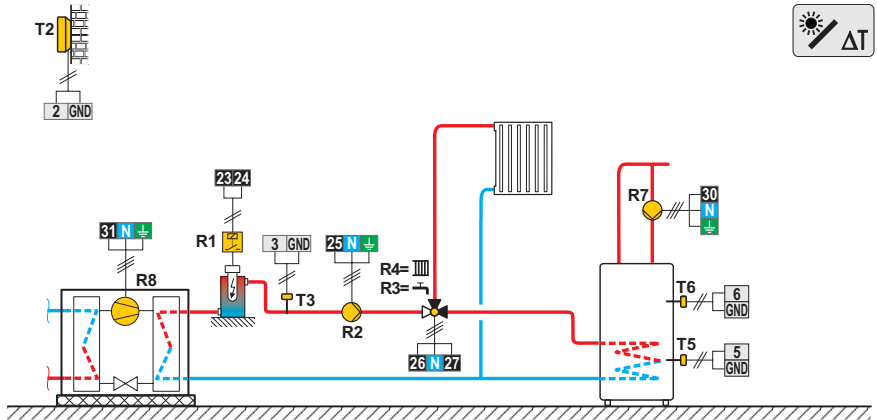 T2
ΔT
2 GND
23 24
30
R7
N
31 N
R1
3 GND
25 N
R4=
R3=
R8
T3
T6
6
GND
R2
T5
5
GND
26 N 27